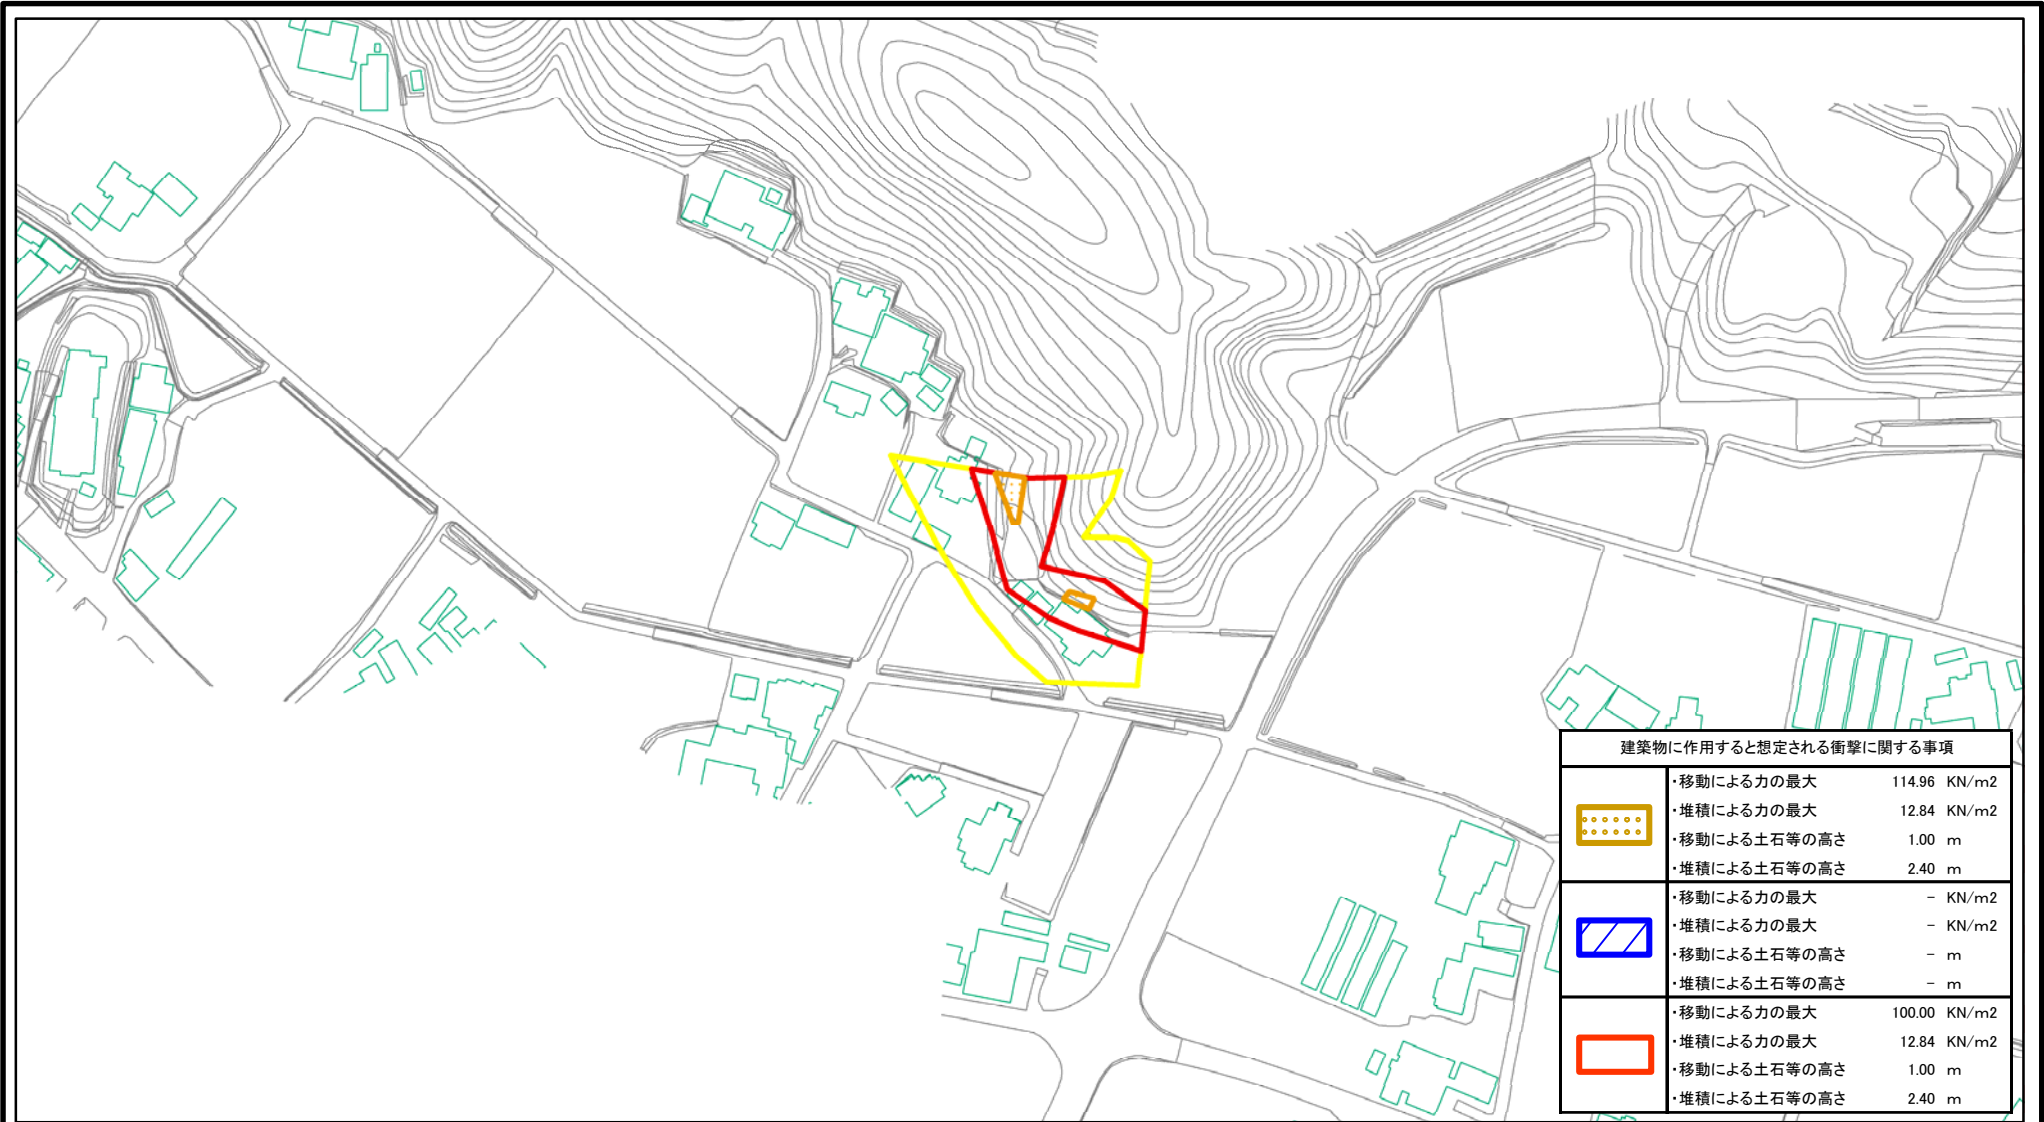 建築物に作用すると想定される衝撃に関する事項
・移動による力の最大 114.96 KN/m2
・堆積による力の最大 12.84 KN/m2
・移動による土石等の高さ 1.00 m
・堆積による土石等の高さ 2.40 m
・移動による力の最大 - KN/m2
・堆積による力の最大 - KN/m2
・移動による土石等の高さ - m
・堆積による土石等の高さ - m
・移動による力の最大 100.00 KN/m2
・堆積による力の最大 12.84 KN/m2
・移動による土石等の高さ 1.00 m
・堆積による土石等の高さ 2.40 m